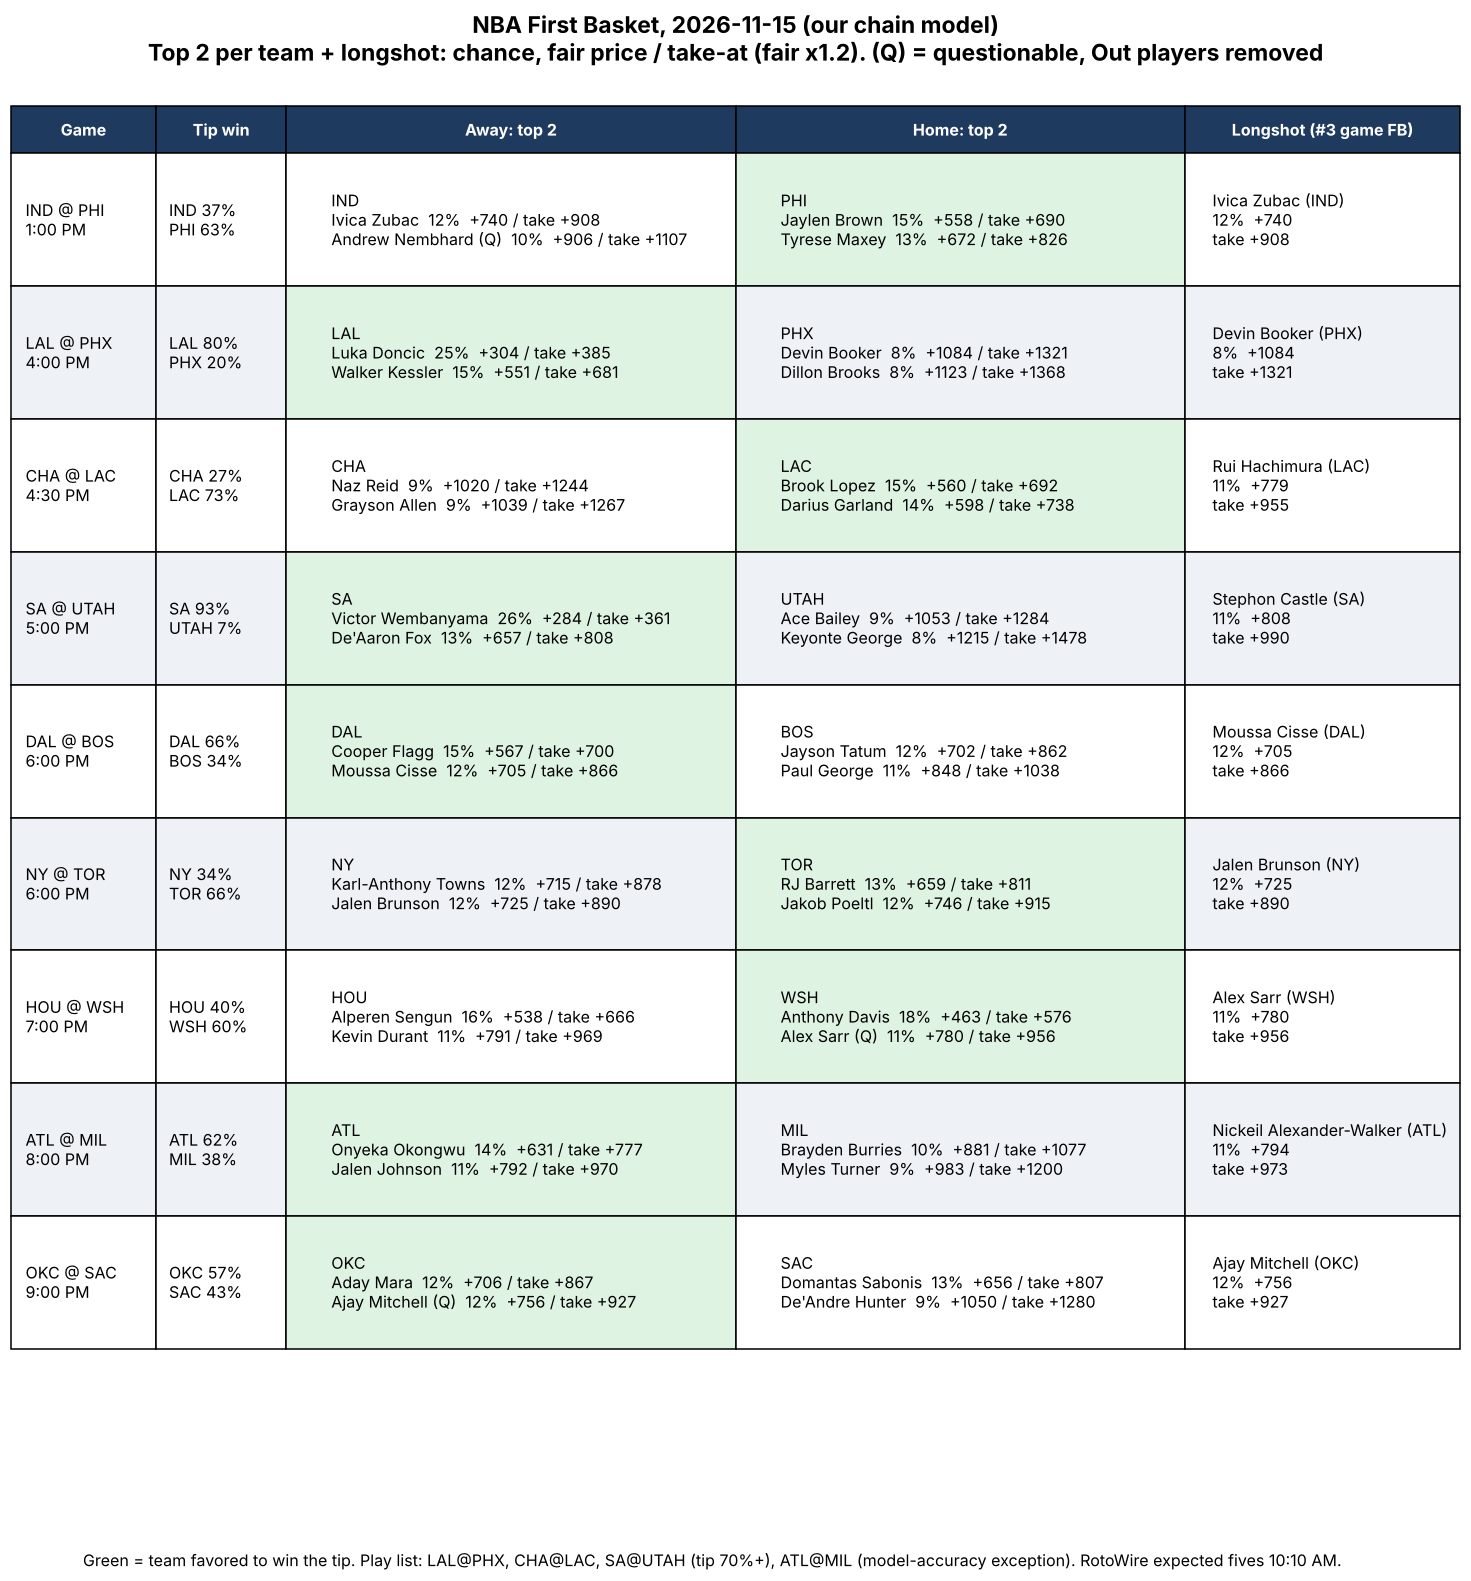 NBA First Basket, 2026-11-15 (our chain model)
Top 2 per team + longshot: chance, fair price / take-at (fair x1.2). (Q) = questionable, Out players removed
Game
Tip win
Away: top 2
Home: top 2
Longshot (#3 game FB)
IND @ PHI
1:00 PM
IND 37%
PHI 63%
IND
Ivica Zubac 12% +740 / take +908
Andrew Nembhard (Q) 10% +906 / take +1107
PHI
Jaylen Brown 15% +558 / take +690
Tyrese Maxey 13% +672 / take +826
Ivica Zubac (IND)
12% +740
take +908
LAL @ PHX
4:00 PM
LAL 80%
PHX 20%
LAL
Luka Doncic 25% +304 / take +385
Walker Kessler 15% +551 / take +681
PHX
Devin Booker 8% +1084 / take +1321
Dillon Brooks 8% +1123 / take +1368
Devin Booker (PHX)
8% +1084
take +1321
CHA @ LAC
4:30 PM
CHA 27%
LAC 73%
CHA
Naz Reid 9% +1020 / take +1244
Grayson Allen 9% +1039 / take +1267
LAC
Brook Lopez 15% +560 / take +692
Darius Garland 14% +598 / take +738
Rui Hachimura (LAC)
11% +779
take +955
SA @ UTAH
5:00 PM
SA 93%
UTAH 7%
SA
Victor Wembanyama 26% +284 / take +361
De'Aaron Fox 13% +657 / take +808
UTAH
Ace Bailey 9% +1053 / take +1284
Keyonte George 8% +1215 / take +1478
Stephon Castle (SA)
11% +808
take +990
DAL @ BOS
6:00 PM
DAL 66%
BOS 34%
DAL
Cooper Flagg 15% +567 / take +700
Moussa Cisse 12% +705 / take +866
BOS
Jayson Tatum 12% +702 / take +862
Paul George 11% +848 / take +1038
Moussa Cisse (DAL)
12% +705
take +866
NY @ TOR
6:00 PM
NY 34%
TOR 66%
NY
Karl-Anthony Towns 12% +715 / take +878
Jalen Brunson 12% +725 / take +890
TOR
RJ Barrett 13% +659 / take +811
Jakob Poeltl 12% +746 / take +915
Jalen Brunson (NY)
12% +725
take +890
HOU @ WSH
7:00 PM
HOU 40%
WSH 60%
HOU
Alperen Sengun 16% +538 / take +666
Kevin Durant 11% +791 / take +969
WSH
Anthony Davis 18% +463 / take +576
Alex Sarr (Q) 11% +780 / take +956
Alex Sarr (WSH)
11% +780
take +956
ATL @ MIL
8:00 PM
ATL 62%
MIL 38%
ATL
Onyeka Okongwu 14% +631 / take +777
Jalen Johnson 11% +792 / take +970
MIL
Brayden Burries 10% +881 / take +1077
Myles Turner 9% +983 / take +1200
Nickeil Alexander-Walker (ATL)
11% +794
take +973
OKC @ SAC
9:00 PM
OKC 57%
SAC 43%
OKC
Aday Mara 12% +706 / take +867
Ajay Mitchell (Q) 12% +756 / take +927
SAC
Domantas Sabonis 13% +656 / take +807
De'Andre Hunter 9% +1050 / take +1280
Ajay Mitchell (OKC)
12% +756
take +927
Green = team favored to win the tip. Play list: LAL@PHX, CHA@LAC, SA@UTAH (tip 70%+), ATL@MIL (model-accuracy exception). RotoWire expected fives 10:10 AM.